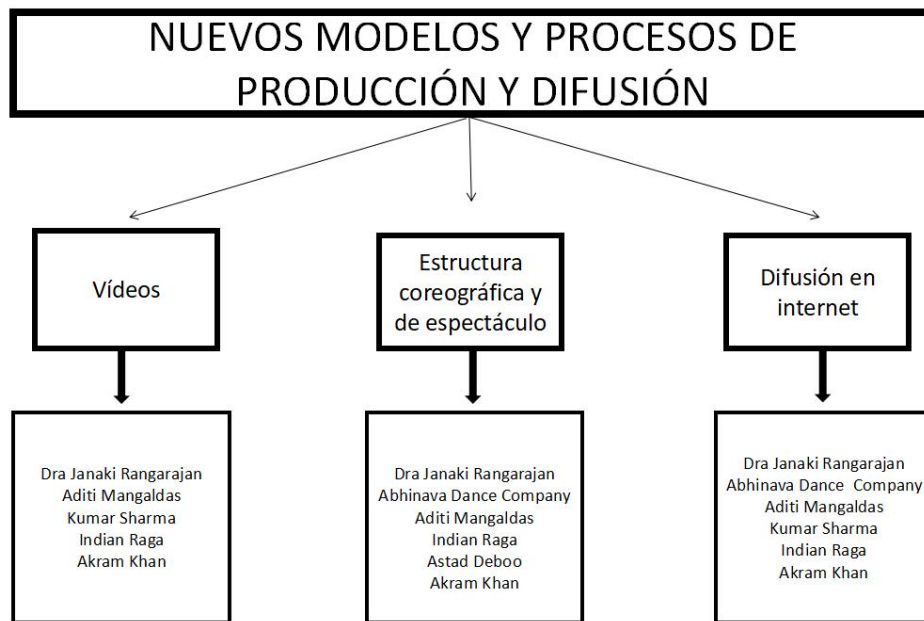 NUEVOS MODELOS Y PROCESOS DE
PRODUCCIÓN Y DIFUSIÓN
Vídeos
Estructura
coreográfica y
de espectáculo
Difusión en
internet
Dra Janaki Rangarajan
Aditi Mangaldas
Kumar Sharma
Indian Raga
Akram Khan
Dra Janaki Rangarajan
Abhinava Dance Company
Aditi Mangaldas
Indian Raga
Astad Deboo
Akram Khan
Dra Janaki Rangarajan
Abhinava Dance Company
Aditi Mangaldas
Kumar Sharma
Indian Raga
Akram Khan